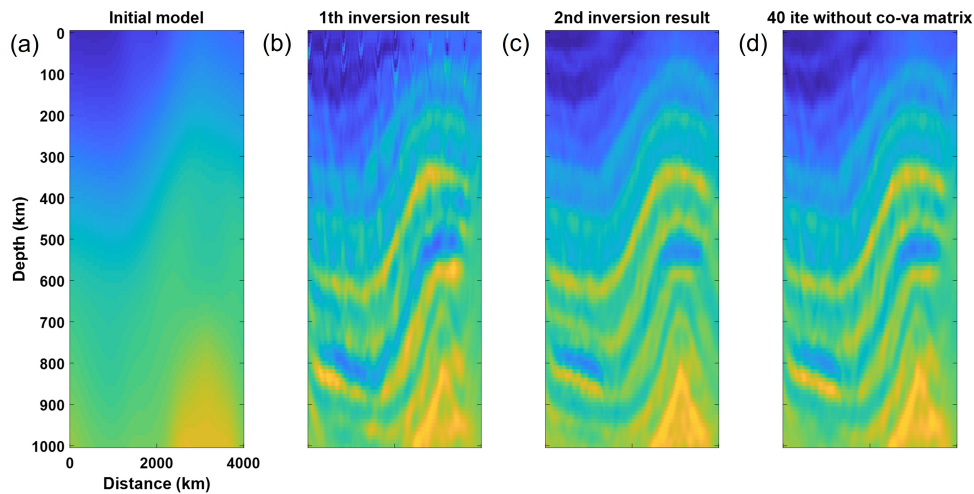 Initial model
1th inversion result
2nd inversion result
40 ite without co-va matrix
(a)
(b)
(c)
(d)
0
100
200
300
400
500
600
700
800
900
1000
Depth (km)
0
2000
4000
Distance (km)